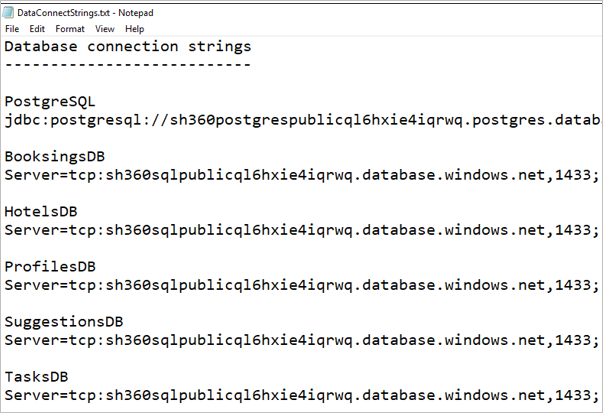 DataConnectStrings.txt - Notepad
File Edit Format View Help
Database connection strings
---------------------------
PostgreSQL
jdbc:postgresql://sh360postgrespublicql6hxie4iqrwq.postgres.datab
BooksingsDB
Server=tcp:sh360sqlpublicql6hxie4iqrwq.database.windows.net,1433;
HotelsDB
Server=tcp:sh360sqlpublicql6hxie4iqrwq.database.windows.net,1433;
ProfilesDB
Server=tcp:sh360sqlpublicql6hxie4iqrwq.database.windows.net,1433;
SuggestionsDB
Server=tcp:sh360sqlpublicql6hxie4iqrwq.database.windows.net,1433;
TasksDB
Server=tcp:sh360sqlpublicql6hxie4iqrwq.database.windows.net,1433;